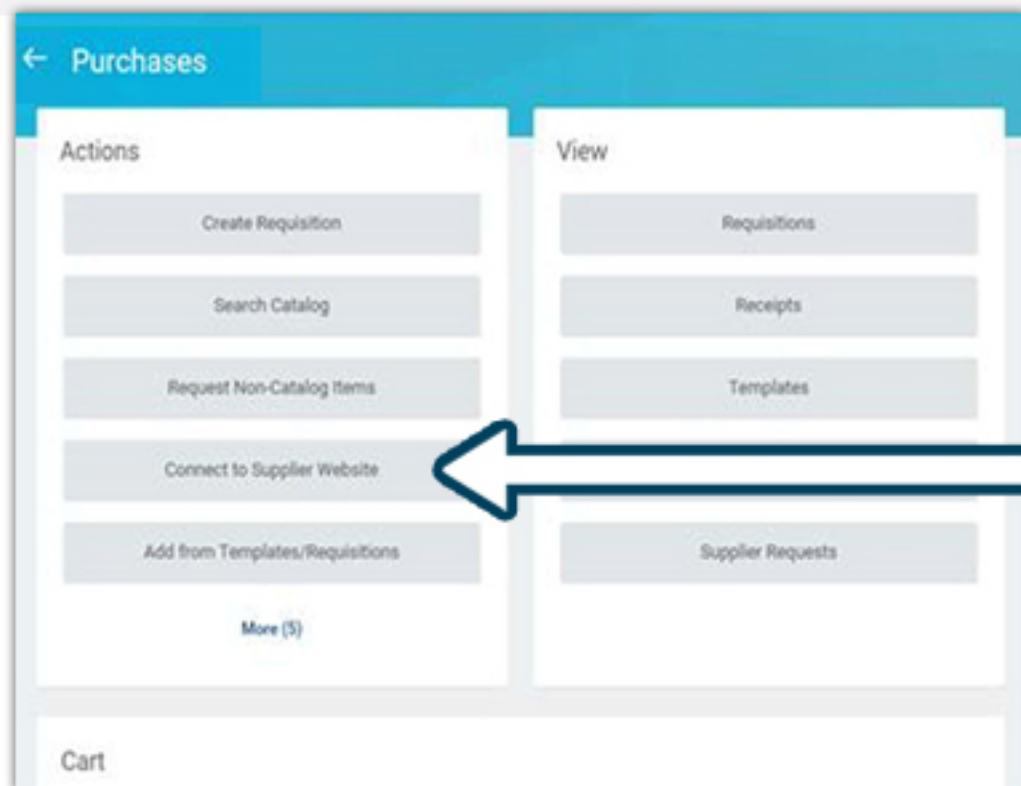 ← Purchases
Actions
Create Requisition
Search Catalog
Request Non-Catalog Items
Connect to Supplier Website
Add from Templates/Requisitions
More (5)
View
Requisitions
Receipts
Templates
Supplier Requests
Cart